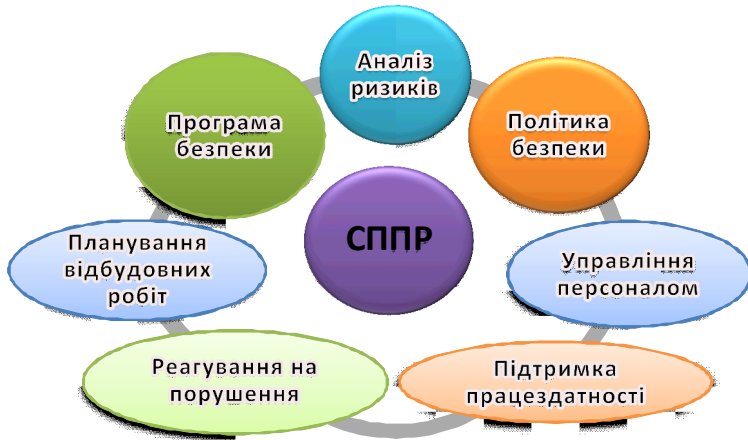 Аналіз
ризиків
Програма
безпеки
Політика
безпеки
СППР
Планування
відбудовних
робіт
Управління
персоналом
Реагування на
порушення
Підтримка
працездатності